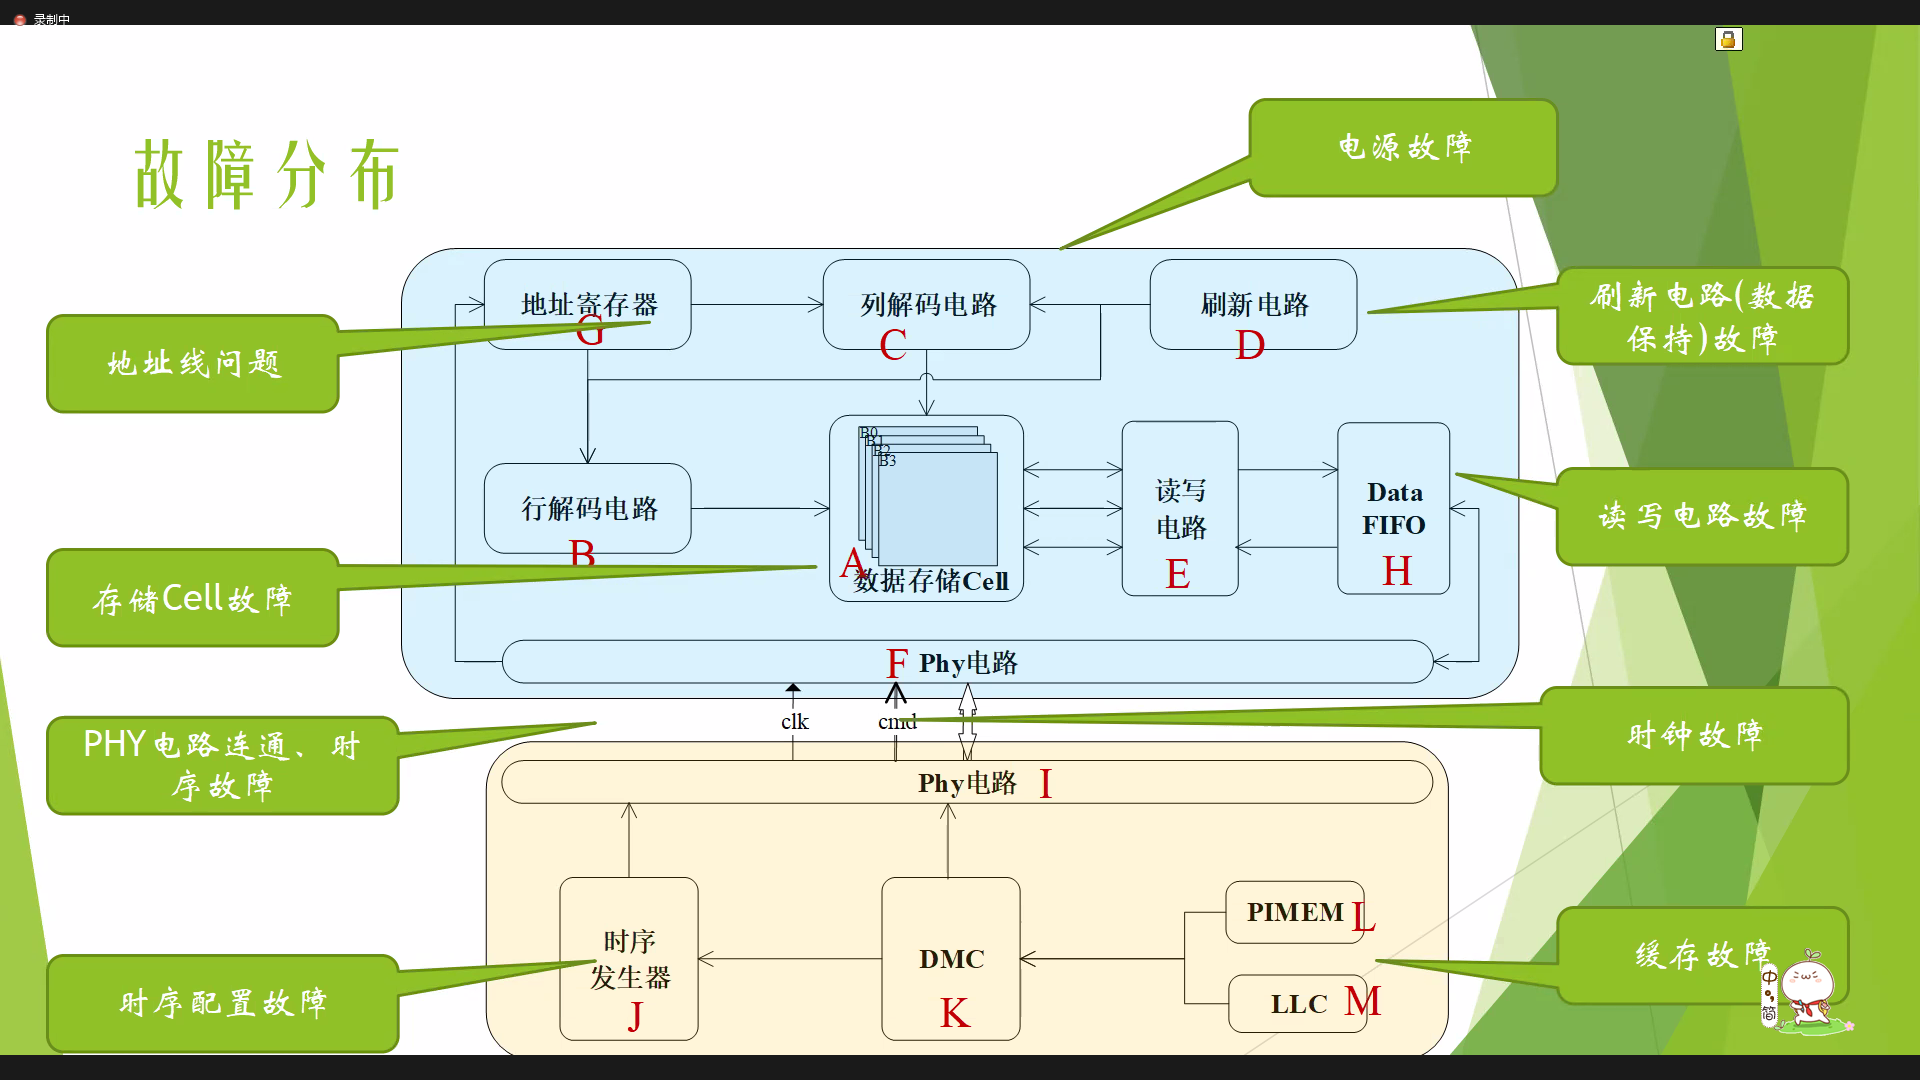 录制中
故障分布
电源故障
地址寄存器
G
列解码电路
C
刷新电路
D
刷新电路(数据
保持)故障
地址线问题
行解码电路
B
B0
B1
B2
B3
A
数据存储Cell
读写
电路
E
Data
FIFO
H
读写电路故障
存储Cell故障
F
Phy电路
clk
cmd
PHY电路连通、时
序故障
时钟故障
Phy电路
I
时序
发生器
J
DMC
K
PIMEM
L
LLC
M
时序配置故障
缓存故障
中
简